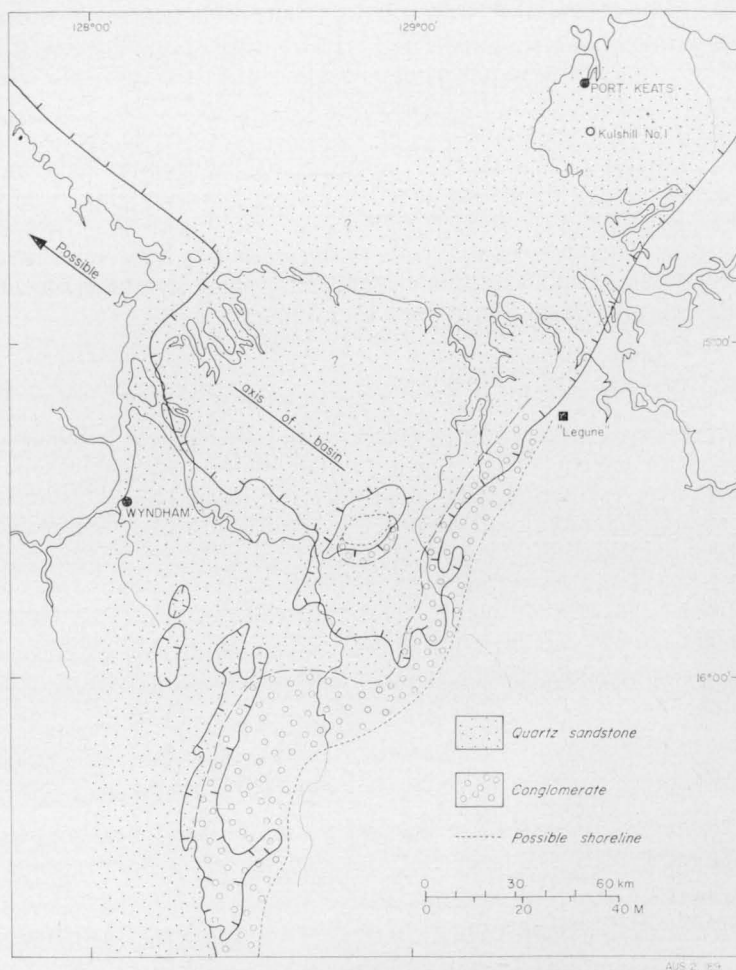 128°00'
129°00'
PORT KEATS
Kulshill No.1
?
?
Possible
15°00'
?
axis of basin
"Legune"
WYNDHAM
16°00'
Quartz sandstone
Conglomerate
Possible shoreline
0 30 60 km
0 20 40 M